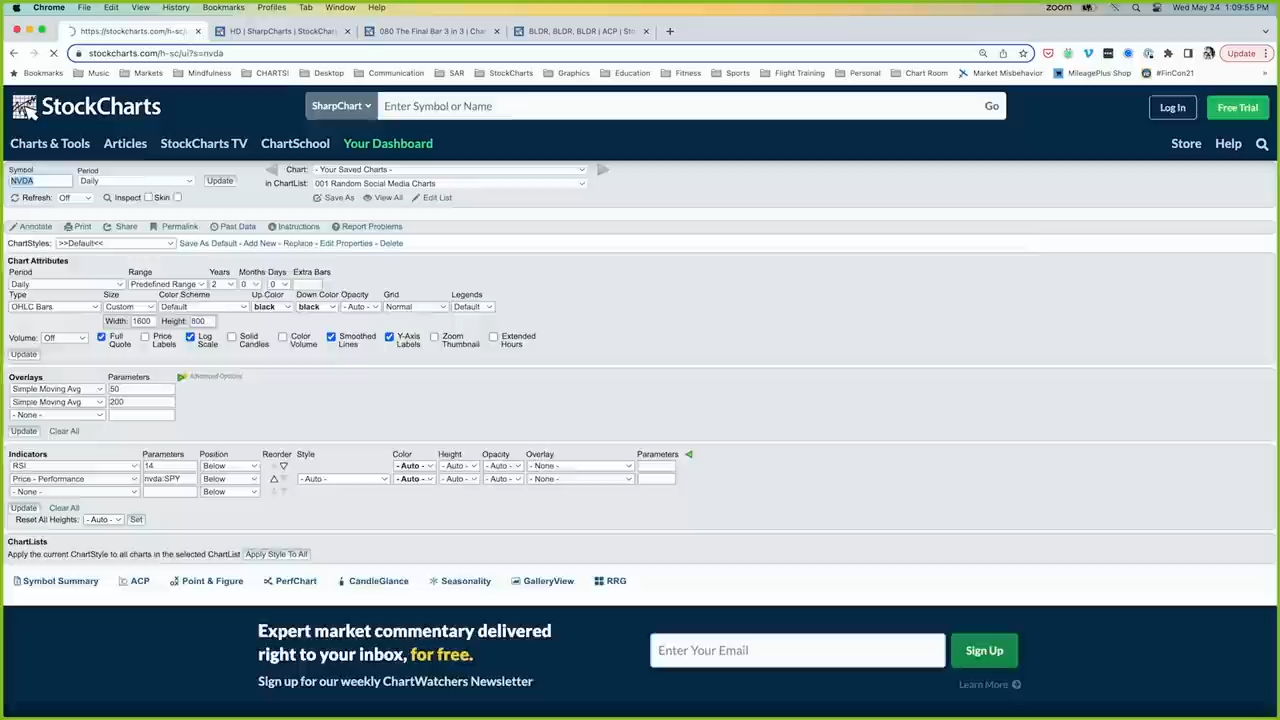 Chrome File Edit View History Bookmarks Profiles Tab Window Help zoom Wed May 24 1:09:55 PM
https://stockcharts.com/h-sc/u × HD | SharpCharts | StockChar × 080 The Final Bar 3 in 3 | Char × BLDR, BLDR, BLDR | ACP | Sto × +
stockcharts.com/h-sc/ui?s=nvda Update
Bookmarks Music Markets Mindfulness CHARTS! Desktop Communication SAR StockCharts Graphics Education Fitness Sports Flight Training Personal Chart Room Market Misbehavior MileagePlus Shop #FinCon21 »
StockCharts SharpChart Enter Symbol or Name Go Log In Free Trial
Charts & Tools Articles StockCharts TV ChartSchool Your Dashboard Store Help
Symbol Period Chart: - Your Saved Charts -
NVDA Daily Update in ChartList: 001 Random Social Media Charts
Refresh: Off Inspect Skin Save As View All Edit List
Annotate Print Share Permalink Past Data Instructions Report Problems
ChartStyles: >>Default<< Save As Default - Add New - Replace - Edit Properties - Delete
Chart Attributes
Period Range Years Months Days Extra Bars
Daily Predefined Range 2 0 0
Type Size Color Scheme Up Color Down Color Opacity Grid Legends
OHLC Bars Custom Default black black - Auto - Normal Default
Width: 1600 Height: 800
Volume: Off Full Quote Price Labels Log Scale Solid Candles Color Volume Smoothed Lines Y-Axis Labels Zoom Thumbnail Extended Hours
Update
Overlays Parameters Advanced Options
Simple Moving Avg 50
Simple Moving Avg 200
- None -
Update Clear All
Indicators Parameters Position Reorder Style Color Height Opacity Overlay Parameters
RSI 14 Below - Auto - - Auto - - Auto - - None -
Price - Performance nvda:SPY Below - Auto - - Auto - - Auto - - Auto - - None -
- None - Below
Update Clear All
Reset All Heights: - Auto - Set
ChartLists
Apply the current ChartStyle to all charts in the selected ChartList Apply Style To All
Symbol Summary ACP Point & Figure PerfChart CandleGlance Seasonality GalleryView RRG
Expert market commentary delivered
right to your inbox, for free.
Enter Your Email Sign Up
Sign up for our weekly ChartWatchers Newsletter
Learn More